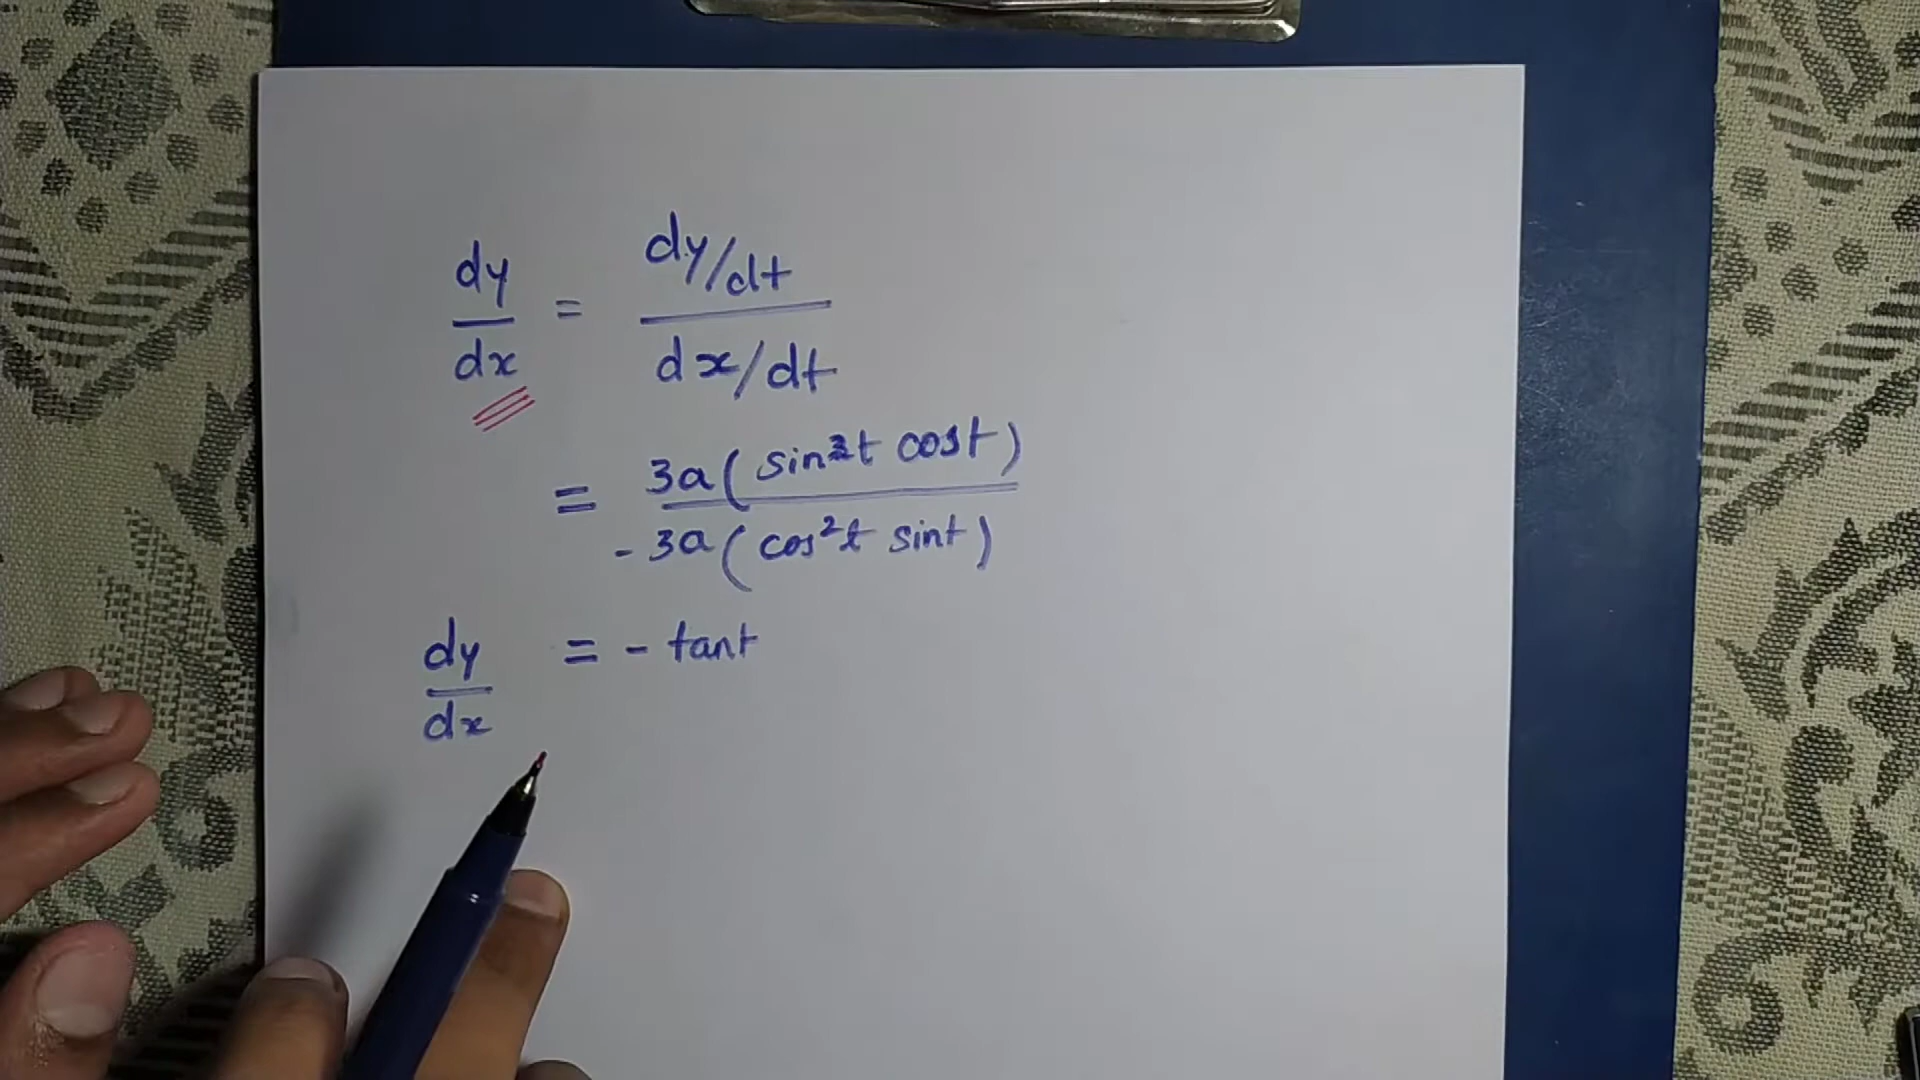 dy/dx = (dy/dt)/(dx/dt)
= 3a(sin²t cost)/-3a(cos²t sint)
dy/dx = - tant